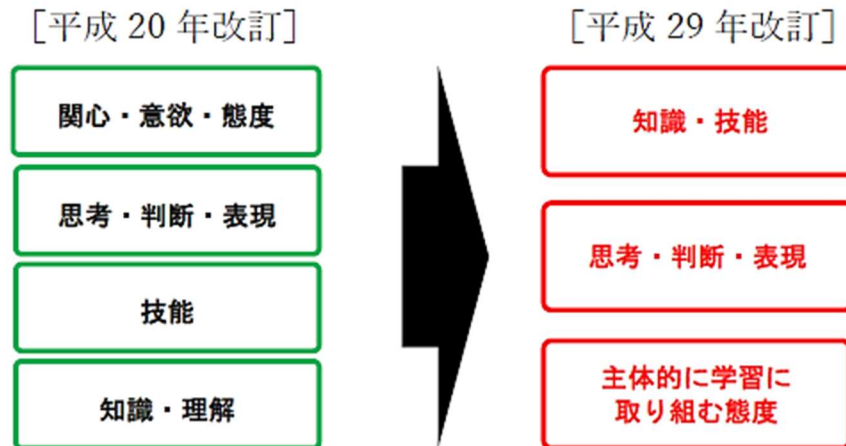 ［平成 20 年改訂］
関心・意欲・態度
思考・判断・表現
技能
知識・理解
［平成 29 年改訂］
知識・技能
思考・判断・表現
主体的に学習に
取り組む態度